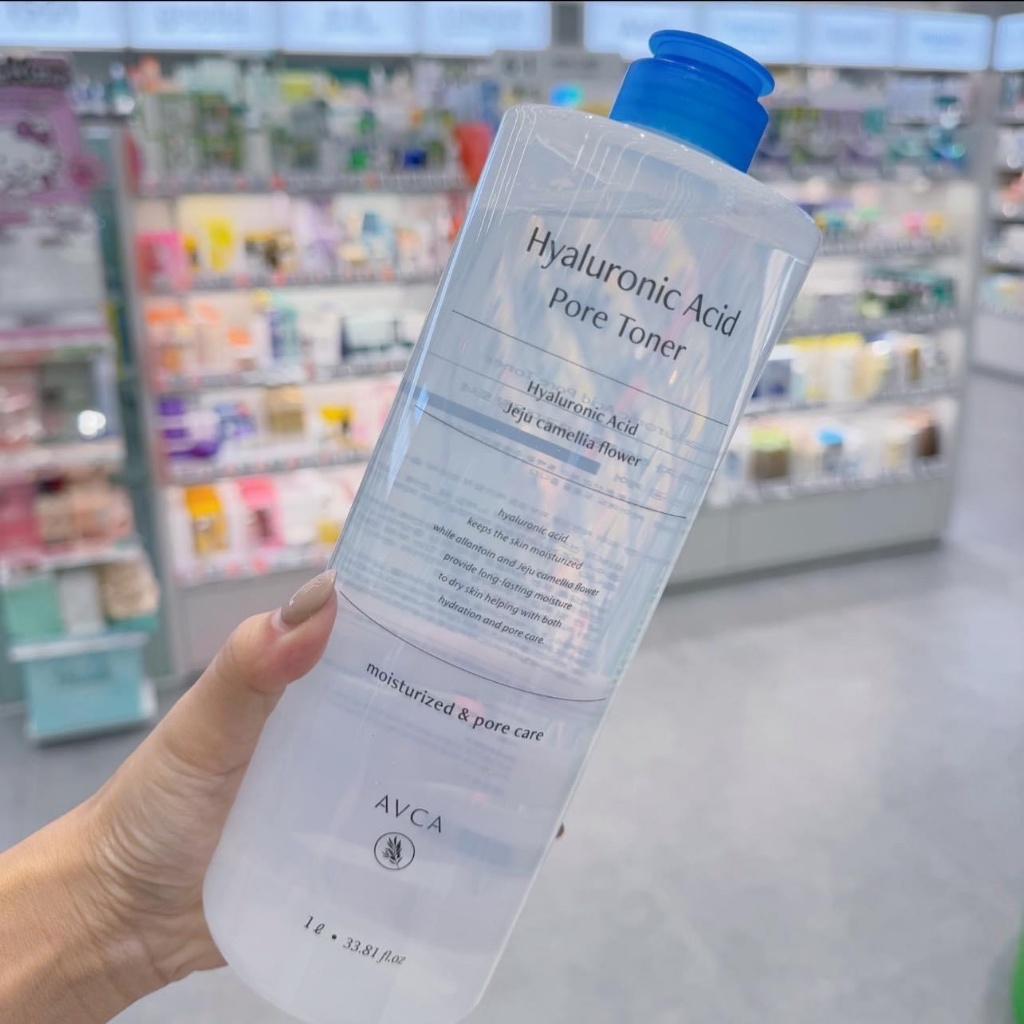 Hyaluronic Acid
Pore Toner
Hyaluronic Acid
Jeju camellia flower
hyaluronic acid
keeps the skin moisturized
while allantoin and Jeju camellia flower
provide long-lasting moisture
to dry skin helping with both
hydration and pore care.
moisturized & pore care
AVCA
1 ℓ • 33.81 fl.oz